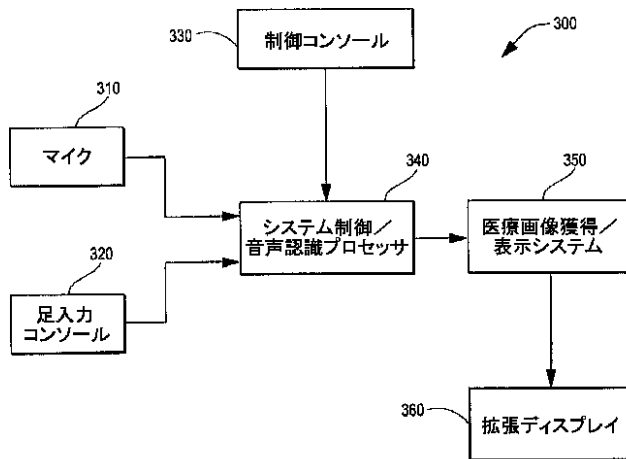 330
制御コンソール
300
310
マイク
340
システム制御/
音声認識プロセッサ
350
医療画像獲得/
表示システム
320
足入力
コンソール
360
拡張ディスプレイ